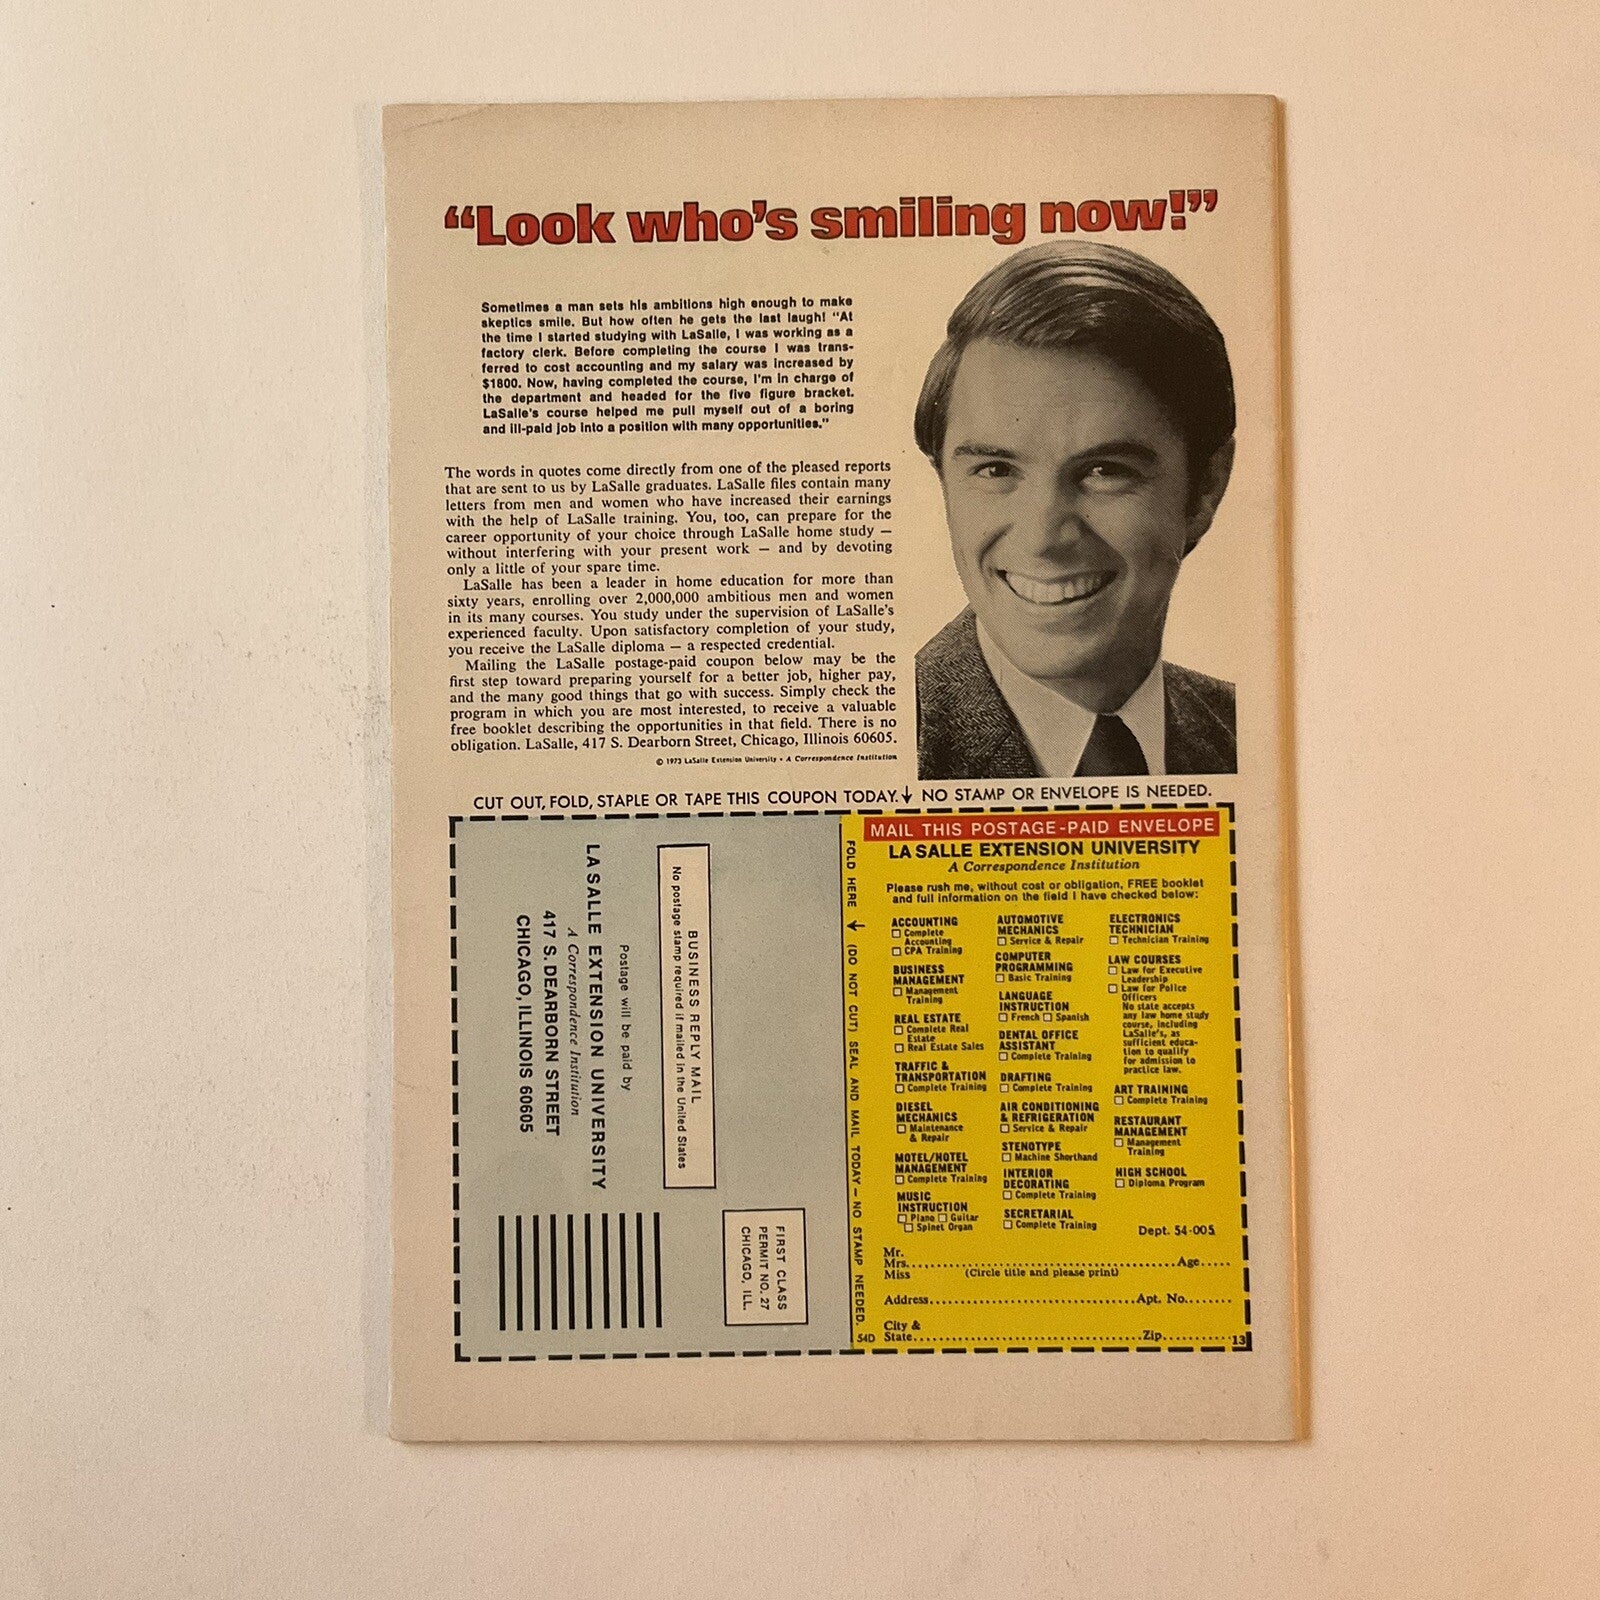 “Look who’s smiling now!”
Sometimes a man sets his ambitions high enough to make
skeptics smile. But how often he gets the last laugh! “At
the time I started studying with LaSalle, I was working as a
factory clerk. Before completing the course I was trans-
ferred to cost accounting and my salary was increased by
$1800. Now, having completed the course, I’m in charge of
the department and headed for the five figure bracket.
LaSalle’s course helped me pull myself out of a boring
and ill-paid job into a position with many opportunities.”
The words in quotes come directly from one of the pleased reports
that are sent to us by LaSalle graduates. LaSalle files contain many
letters from men and women who have increased their earnings
with the help of LaSalle training. You, too, can prepare for the
career opportunity of your choice through LaSalle home study —
without interfering with your present work — and by devoting
only a little of your spare time.
LaSalle has been a leader in home education for more than
sixty years, enrolling over 2,000,000 ambitious men and women
in its many courses. You study under the supervision of LaSalle’s
experienced faculty. Upon satisfactory completion of your study,
you receive the LaSalle diploma — a respected credential.
Mailing the LaSalle postage-paid coupon below may be the
first step toward preparing yourself for a better job, higher pay,
and the many good things that go with success. Simply check the
program in which you are most interested, to receive a valuable
free booklet describing the opportunities in that field. There is no
obligation. LaSalle, 417 S. Dearborn Street, Chicago, Illinois 60605.
© 1973 LaSalle Extension University • A Correspondence Institution
CUT OUT, FOLD, STAPLE OR TAPE THIS COUPON TODAY. ↓ NO STAMP OR ENVELOPE IS NEEDED.
FIRST CLASS
PERMIT NO. 27
CHICAGO, ILL.
BUSINESS REPLY MAIL
No postage stamp required if mailed in the United States
Postage will be paid by
LA SALLE EXTENSION UNIVERSITY
A Correspondence Institution
417 S. DEARBORN STREET
CHICAGO, ILLINOIS 60605
FOLD HERE ↓ (DO NOT CUT) SEAL AND MAIL TODAY – NO STAMP NEEDED.
MAIL THIS POSTAGE-PAID ENVELOPE
LA SALLE EXTENSION UNIVERSITY
A Correspondence Institution
Please rush me, without cost or obligation, FREE booklet
and full information on the field I have checked below:
ACCOUNTING
☐ Complete
Accounting
☐ CPA Training
BUSINESS
MANAGEMENT
☐ Management
Training
REAL ESTATE
☐ Complete Real
Estate
☐ Real Estate Sales
TRAFFIC &
TRANSPORTATION
☐ Complete Training
DIESEL
MECHANICS
☐ Maintenance
& Repair
MOTEL/HOTEL
MANAGEMENT
☐ Complete Training
MUSIC
INSTRUCTION
☐ Piano ☐ Guitar
☐ Spinet Organ
AUTOMOTIVE
MECHANICS
☐ Service & Repair
COMPUTER
PROGRAMMING
☐ Basic Training
LANGUAGE
INSTRUCTION
☐ French ☐ Spanish
DENTAL OFFICE
ASSISTANT
☐ Complete Training
DRAFTING
☐ Complete Training
AIR CONDITIONING
& REFRIGERATION
☐ Service & Repair
STENOTYPE
☐ Machine Shorthand
INTERIOR
DECORATING
☐ Complete Training
SECRETARIAL
☐ Complete Training
ELECTRONICS
TECHNICIAN
☐ Technician Training
LAW COURSES
☐ Law for Executive
Leadership
☐ Law for Police
Officers
No state accepts
any law home study
course, including
LaSalle’s, as
sufficient educa-
tion to qualify
for admission to
practice law.
ART TRAINING
☐ Complete Training
RESTAURANT
MANAGEMENT
☐ Management
Training
HIGH SCHOOL
☐ Diploma Program
Dept. 54-005
Mr.
Mrs. Age
Miss (Circle title and please print)
Address Apt. No.
City &
State Zip 13
54D